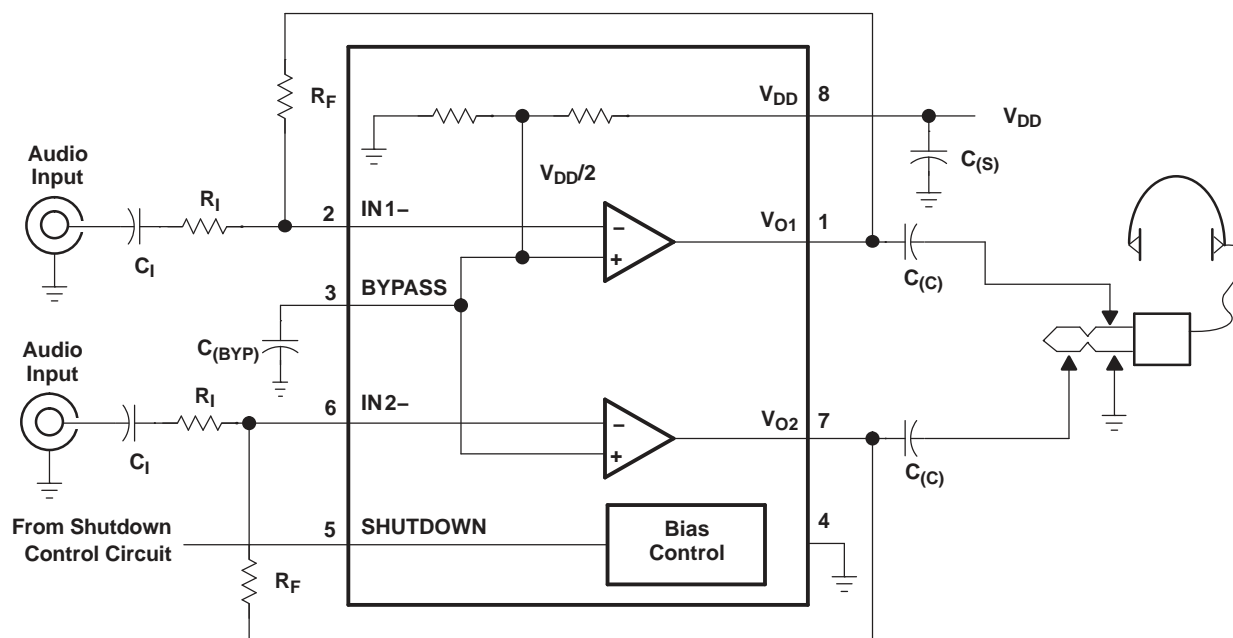 R_F
V_DD
8
V_DD
Audio
Input
C_(S)
V_DD/2
R_I
2
IN1−
V_O1
1
−
+
C_I
C_(C)
3
BYPASS
Audio
Input
C_(BYP)
R_I
6
IN2−
V_O2
7
−
+
C_I
C_(C)
From Shutdown
Control Circuit
5
SHUTDOWN
Bias
Control
4
R_F